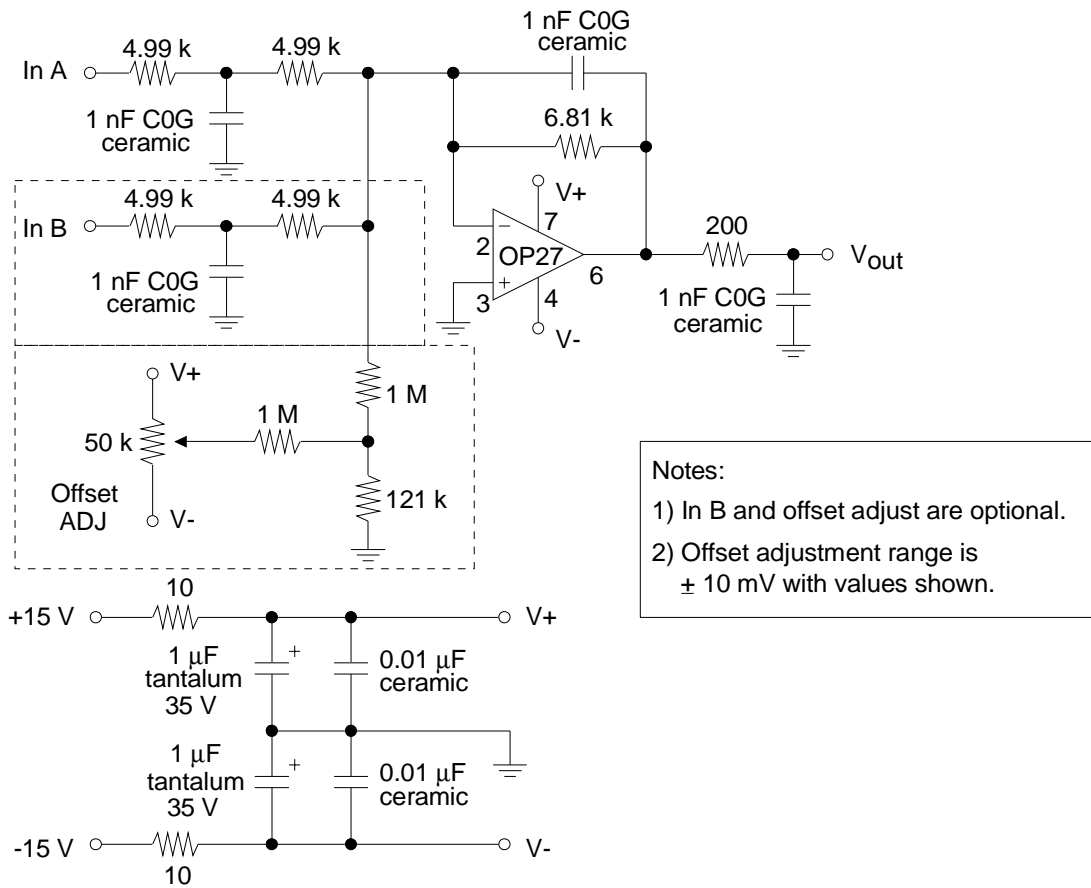 1 nF C0G
ceramic
4.99 k
4.99 k
In A
1 nF C0G
ceramic
6.81 k
4.99 k
4.99 k
In B
1 nF C0G
ceramic
V+
7
2
OP27
6
3
4
V-
200
Vout
1 nF C0G
ceramic
V+
1 M
1 M
50 k
Offset
ADJ
121 k
V-
Notes:
1) In B and offset adjust are optional.
2) Offset adjustment range is
± 10 mV with values shown.
10
+15 V
V+
1 μF
tantalum
35 V
+
0.01 μF
ceramic
1 μF
tantalum
35 V
+
0.01 μF
ceramic
-15 V
V-
10